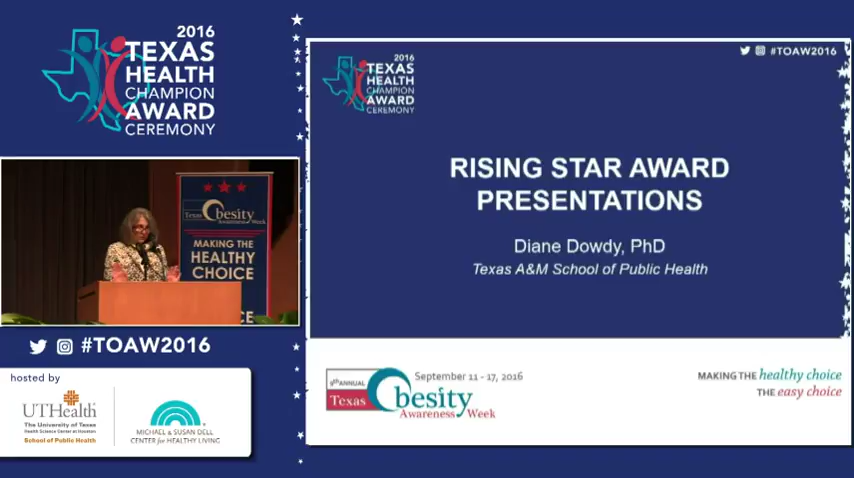 2016
TEXAS
HEALTH
CHAMPION
AWARD
CEREMONY
Texas Obesity
Awareness Week
MAKING THE
HEALTHY
CHOICE
CE
#TOAW2016
hosted by
UTHealth
The University of Texas
Health Science Center at Houston
School of Public Health
MICHAEL & SUSAN DELL
CENTER for HEALTHY LIVING
2016
TEXAS
HEALTH
CHAMPION
AWARD
CEREMONY
#TOAW2016
RISING STAR AWARD
PRESENTATIONS
Diane Dowdy, PhD
Texas A&M School of Public Health
9th ANNUAL
Texas Obesity
Awareness Week
September 11 - 17, 2016
MAKING THE healthy choice
THE easy choice